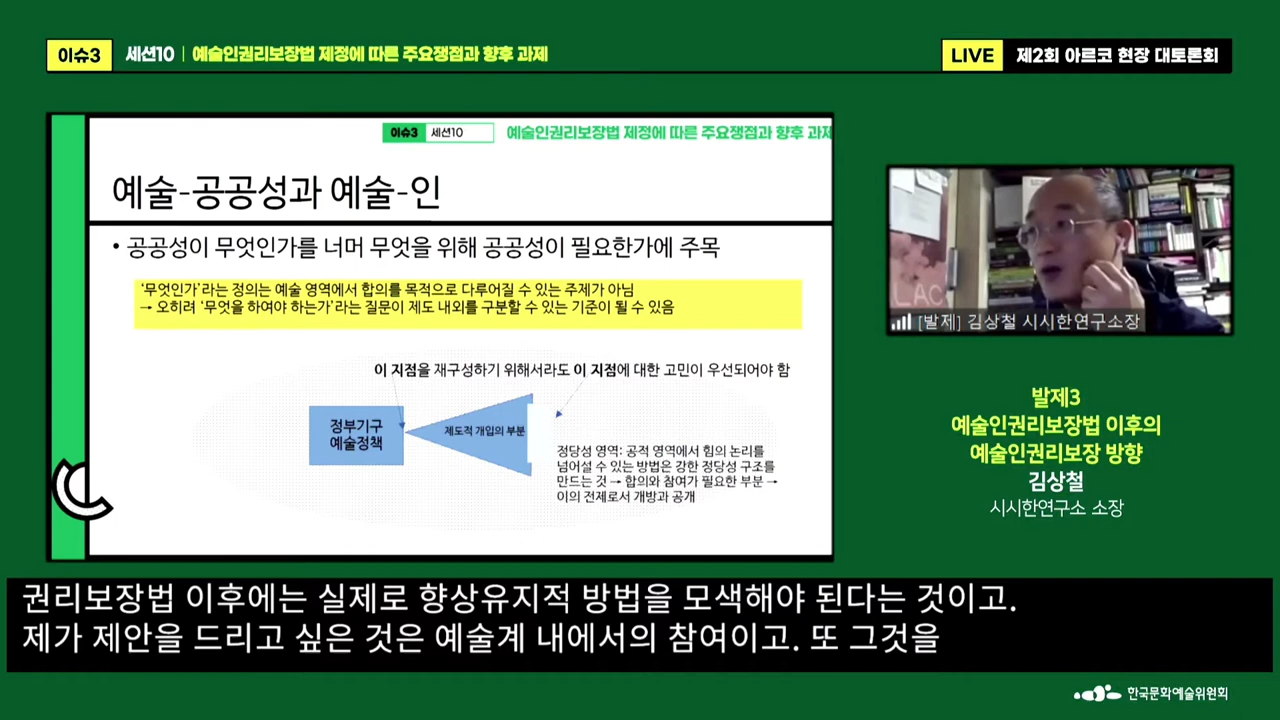 이슈3
세션10 | 예술인권리보장법 제정에 따른 주요쟁점과 향후 과제
LIVE
제2회 아르코 현장 대토론회
이슈3
세션10
예술인권리보장법 제정에 따른 주요쟁점과 향후 과제
예술-공공성과 예술-인
• 공공성이 무엇인가를 너머 무엇을 위해 공공성이 필요한가에 주목
‘무엇인가’라는 정의는 예술 영역에서 합의를 목적으로 다루어질 수 있는 주제가 아님
→ 오히려 ‘무엇을 하여야 하는가’라는 질문이 제도 내외를 구분할 수 있는 기준이 될 수 있음
이 지점을 재구성하기 위해서라도 이 지점에 대한 고민이 우선되어야 함
정부기구
예술정책
제도적 개입의 부분
정당성 영역: 공적 영역에서 힘의 논리를
넘어설 수 있는 방법은 강한 정당성 구조를
만드는 것 → 합의와 참여가 필요한 부분 →
이의 전제로서 개방과 공개
LAC
[발제] 김상철 시시한연구소장
발제3
예술인권리보장법 이후의
예술인권리보장 방향
김상철
시시한연구소 소장
권리보장법 이후에는 실제로 향상유지적 방법을 모색해야 된다는 것이고.
제가 제안을 드리고 싶은 것은 예술계 내에서의 참여이고. 또 그것을
한국문화예술위원회